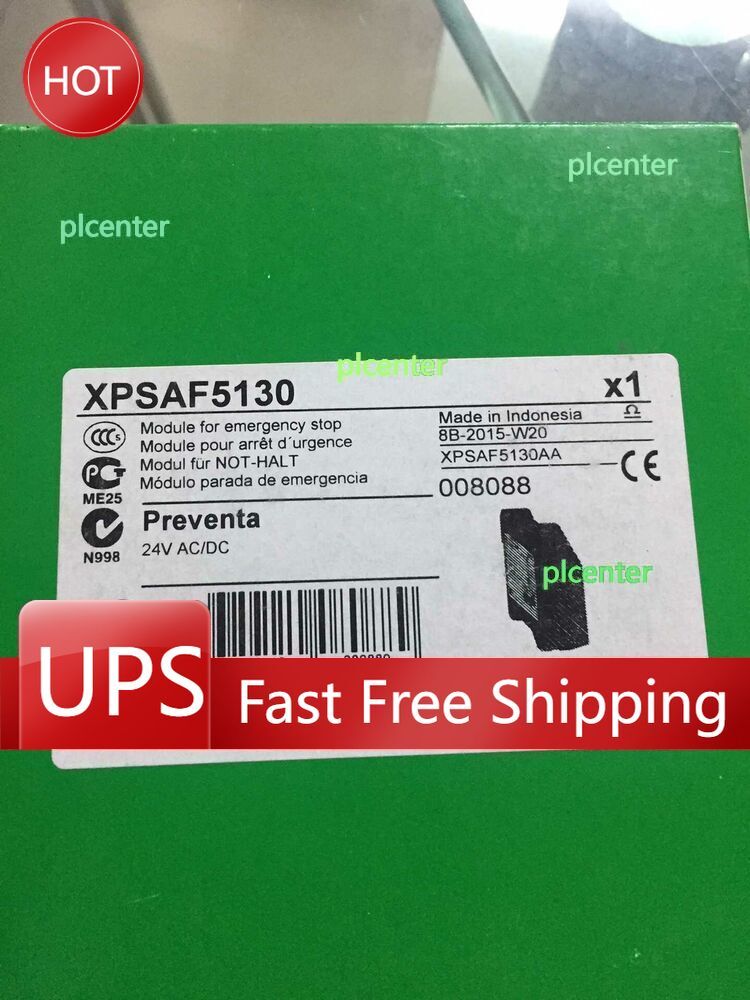 HOT
plcenter
plcenter
plcenter
XPSAF5130
x1
CCC s
Module for emergency stop
Module pour arrêt d´urgence
Modul für NOT-HALT
Módulo parada de emergencia
Made in Indonesia
8B-2015-W20
XPSAF5130AA
CE
008088
ME25
Preventa
24V AC/DC
N998
plcenter
UPS
Fast Free Shipping